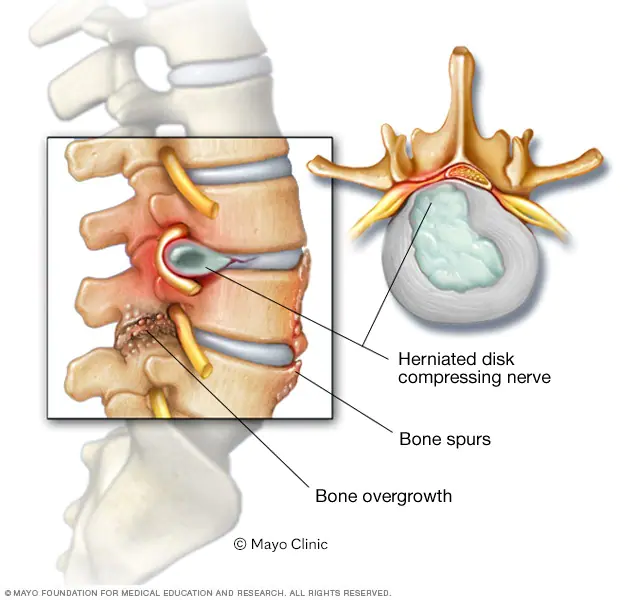 Herniated disk
compressing nerve
Bone spurs
Bone overgrowth
© Mayo Clinic
© MAYO FOUNDATION FOR MEDICAL EDUCATION AND RESEARCH. ALL RIGHTS RESERVED.